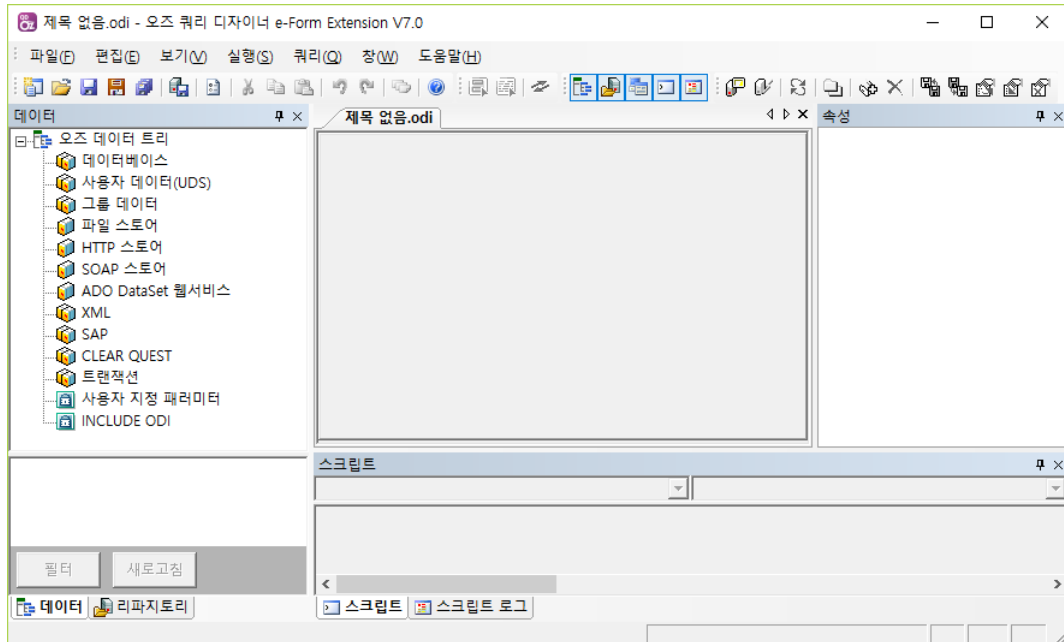 제목 없음.odi - 오즈 쿼리 디자이너 e-Form Extension V7.0
파일(F) 편집(E) 보기(V) 실행(S) 쿼리(Q) 창(W) 도움말(H)
데이터
제목 없음.odi
속성
오즈 데이터 트리
데이터베이스
사용자 데이터(UDS)
그룹 데이터
파일 스토어
HTTP 스토어
SOAP 스토어
ADO DataSet 웹서비스
XML
SAP
CLEAR QUEST
트랜잭션
사용자 지정 패러미터
INCLUDE ODI
스크립트
필터 새로고침
데이터 리파지토리
스크립트 스크립트 로그